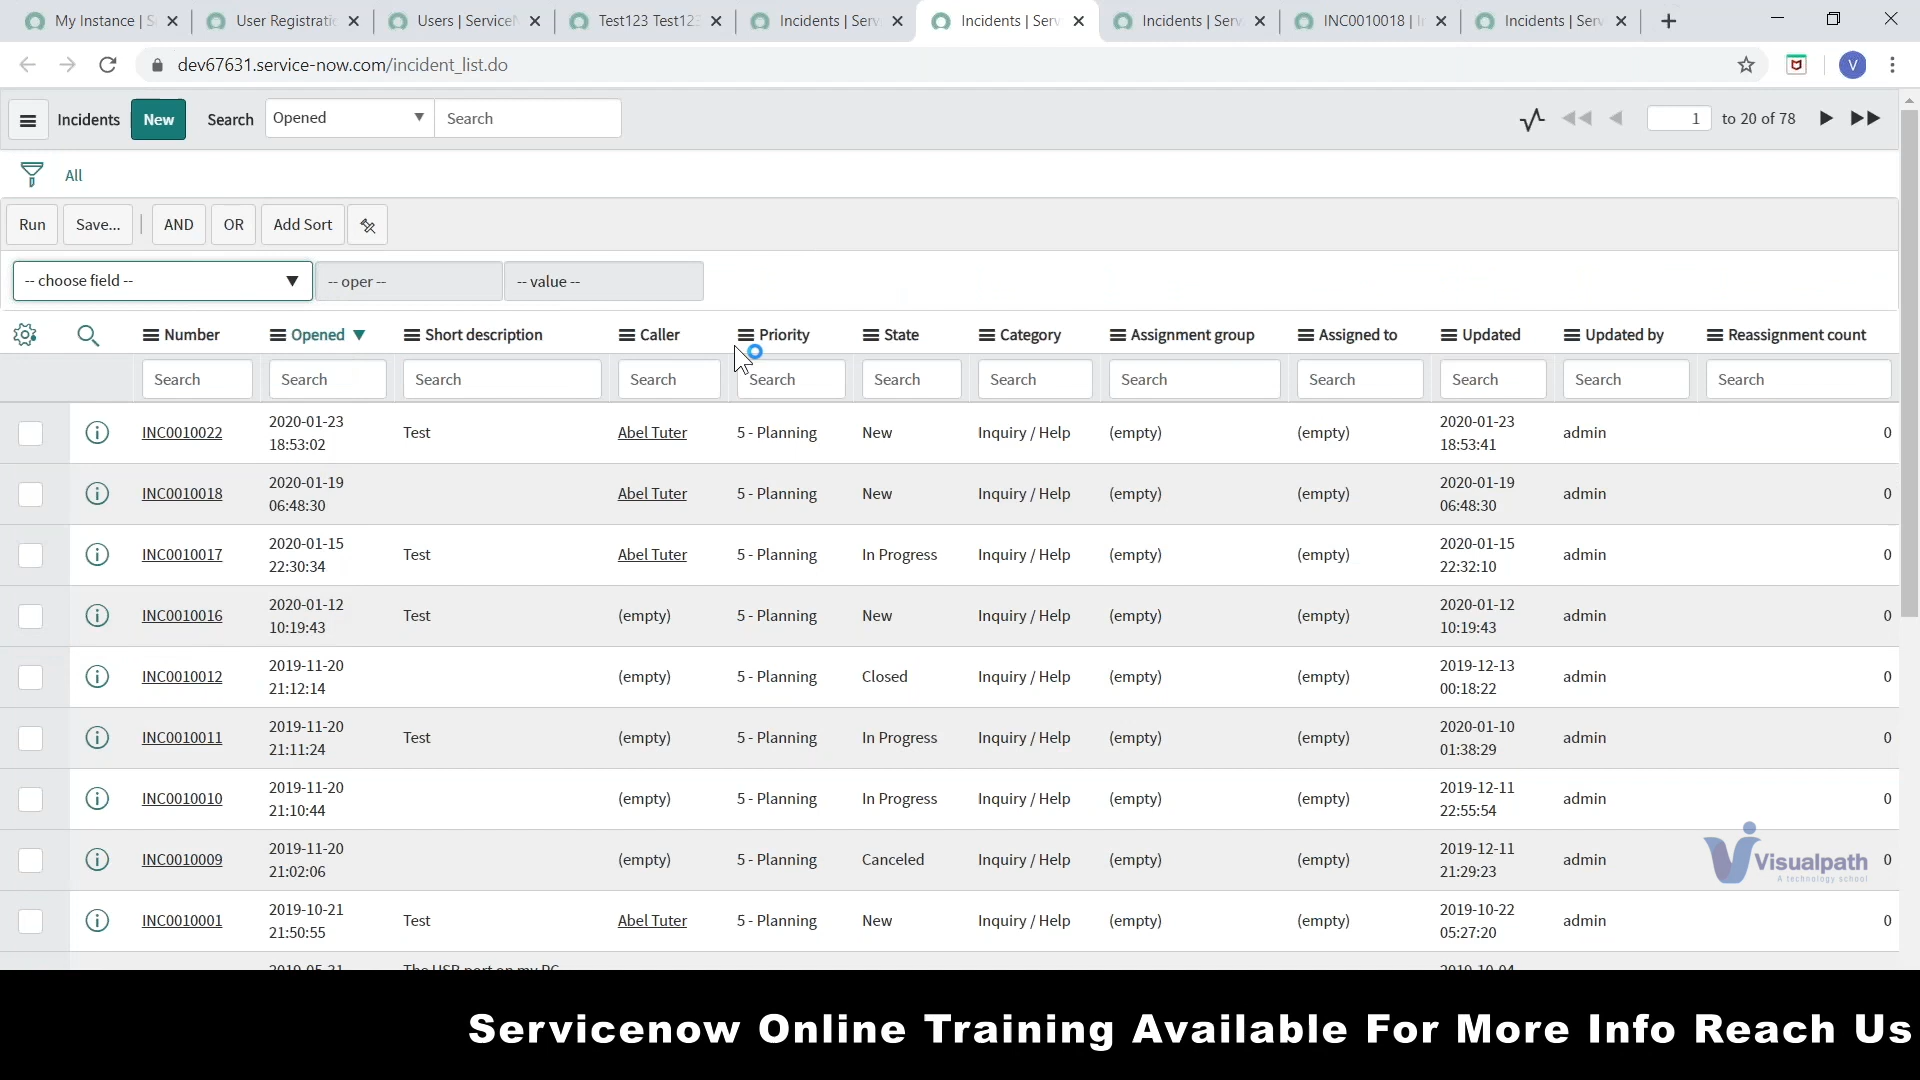 My Instance | S
User Registratio
Users | ServiceN
Test123 Test123
Incidents | Serv
Incidents | Serv
Incidents | Serv
INC0010018 | I
Incidents | Serv
dev67631.service-now.com/incident_list.do
V
Incidents New Search Opened Search 1 to 20 of 78
All
Run Save... AND OR Add Sort
-- choose field -- -- oper -- -- value --
Number Opened Short description Caller Priority State Category Assignment group Assigned to Updated Updated by Reassignment count
Search Search Search Search Search Search Search Search Search Search Search Search
INC0010022 2020-01-23 18:53:02 Test Abel Tuter 5 - Planning New Inquiry / Help (empty) (empty) 2020-01-23 18:53:41 admin 0
INC0010018 2020-01-19 06:48:30 Abel Tuter 5 - Planning New Inquiry / Help (empty) (empty) 2020-01-19 06:48:30 admin 0
INC0010017 2020-01-15 22:30:34 Test Abel Tuter 5 - Planning In Progress Inquiry / Help (empty) (empty) 2020-01-15 22:32:10 admin 0
INC0010016 2020-01-12 10:19:43 Test (empty) 5 - Planning New Inquiry / Help (empty) (empty) 2020-01-12 10:19:43 admin 0
INC0010012 2019-11-20 21:12:14 (empty) 5 - Planning Closed Inquiry / Help (empty) (empty) 2019-12-13 00:18:22 admin 0
INC0010011 2019-11-20 21:11:24 Test (empty) 5 - Planning In Progress Inquiry / Help (empty) (empty) 2020-01-10 01:38:29 admin 0
INC0010010 2019-11-20 21:10:44 (empty) 5 - Planning In Progress Inquiry / Help (empty) (empty) 2019-12-11 22:55:54 admin
INC0010009 2019-11-20 21:02:06 (empty) 5 - Planning Canceled Inquiry / Help (empty) (empty) 2019-12-11 21:29:23 admin 0
Visualpath
A technology school
INC0010001 2019-10-21 21:50:55 Test Abel Tuter 5 - Planning New Inquiry / Help (empty) (empty) 2019-10-22 05:27:20 admin 0
2019-05-31 The USB port on my PC 2019-10-04
Servicenow Online Training Available For More Info Reach Us